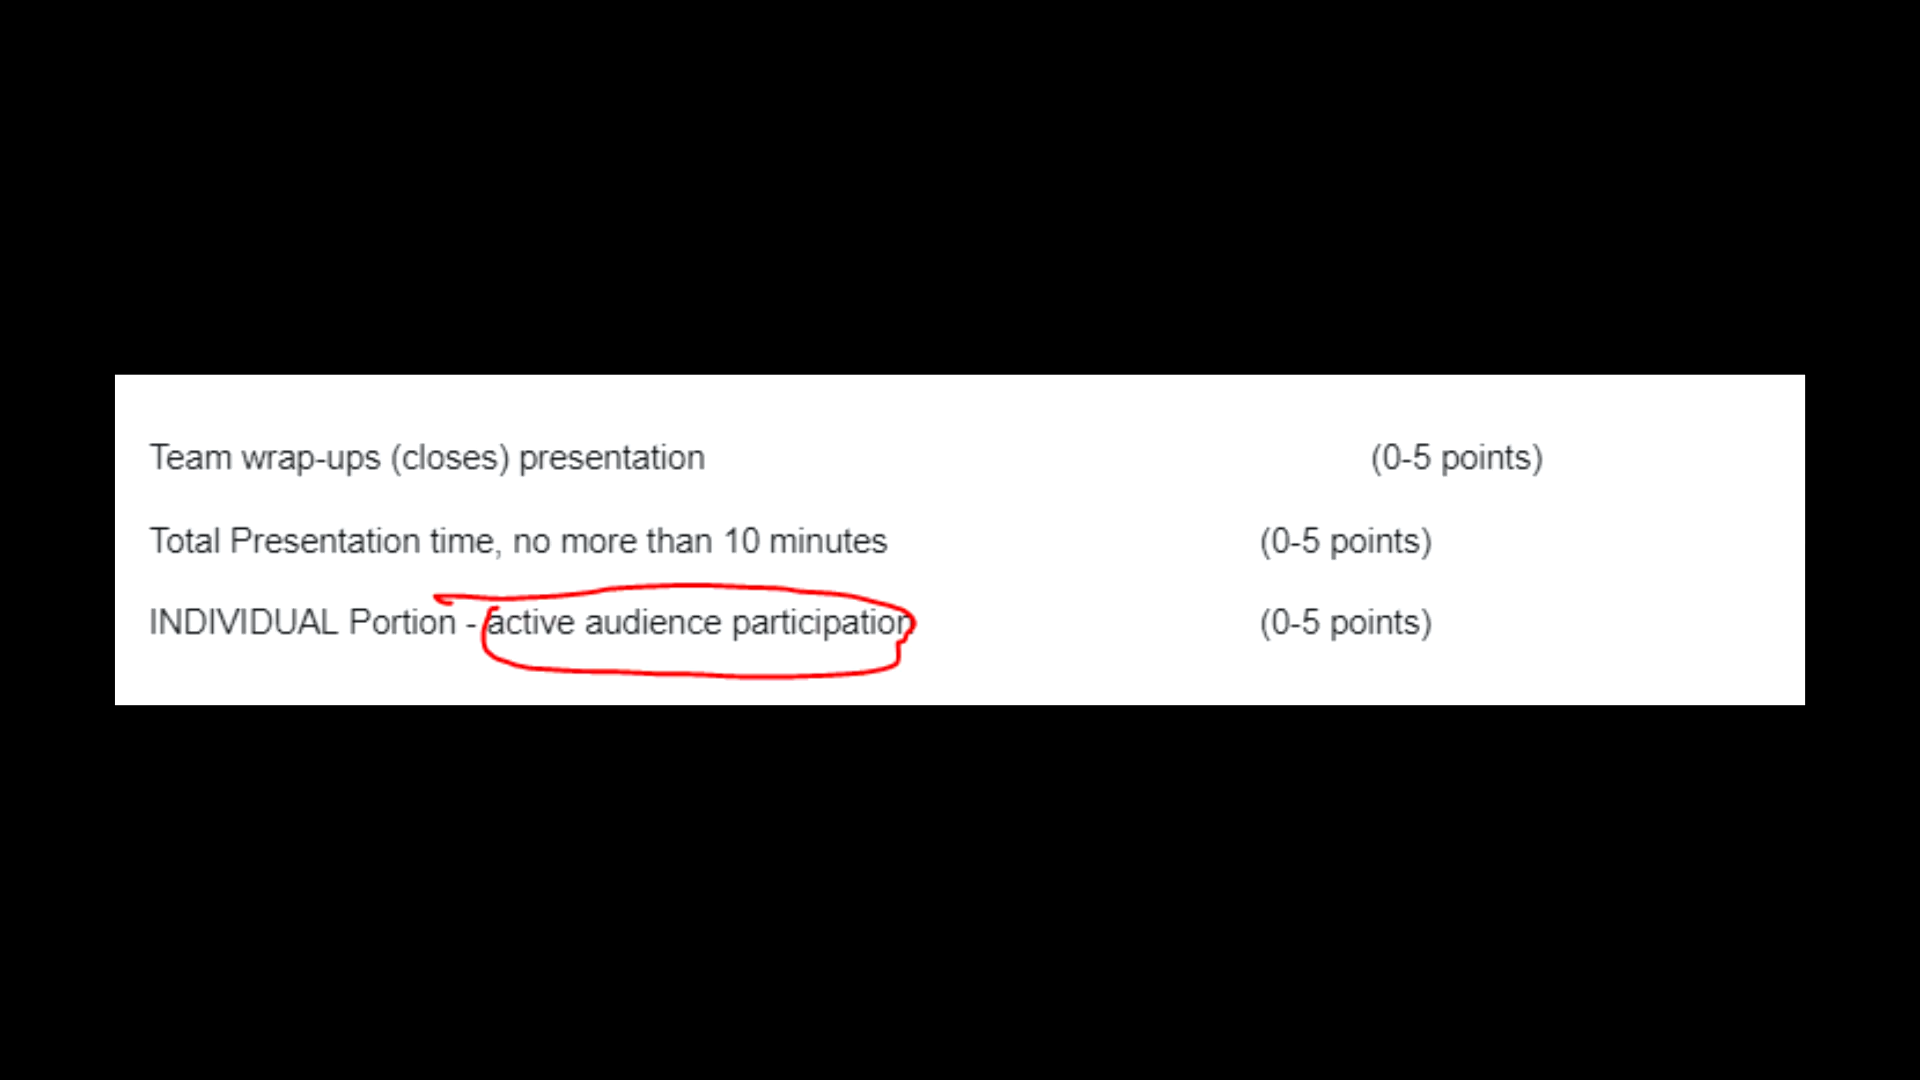 Team wrap-ups (closes) presentation (0-5 points)
Total Presentation time, no more than 10 minutes (0-5 points)
INDIVIDUAL Portion - active audience participation (0-5 points)